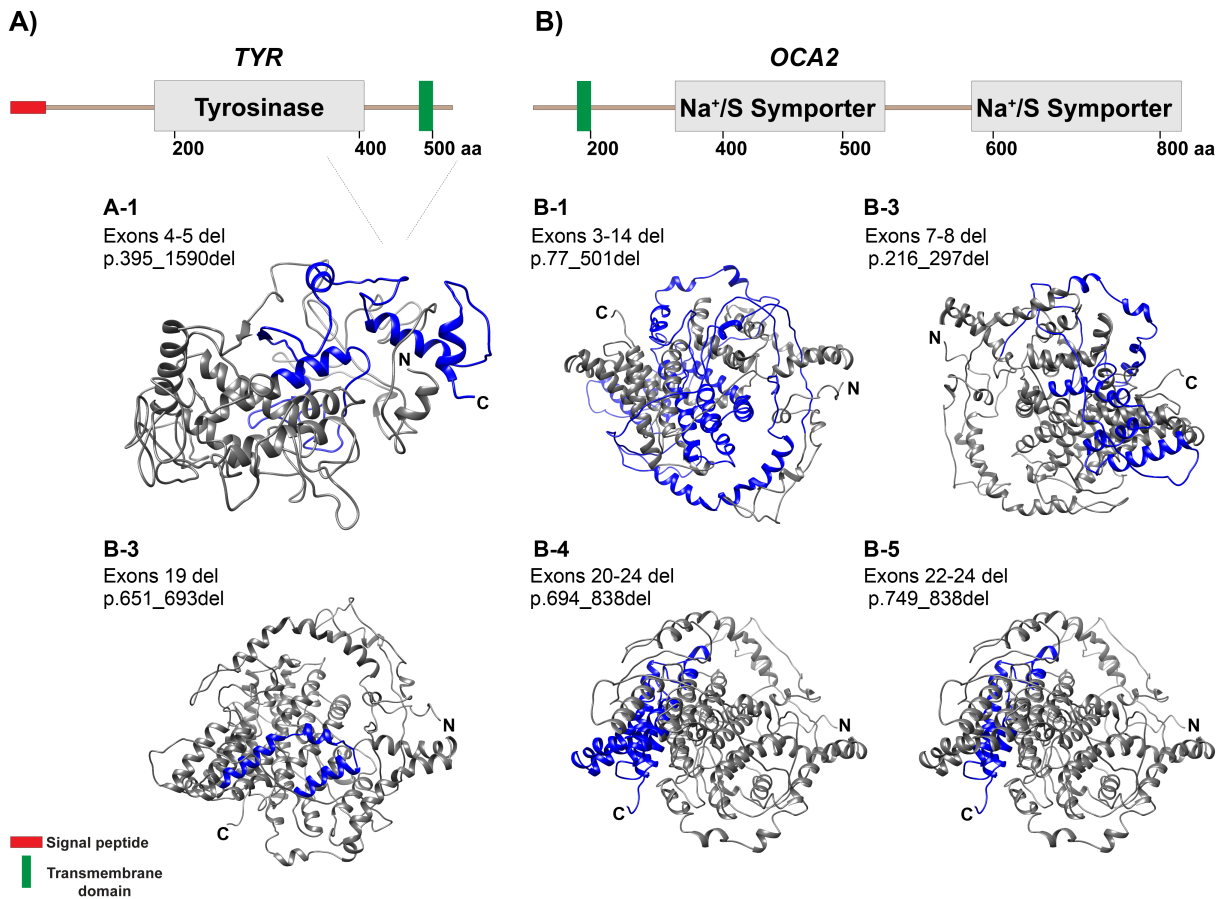 A)
TYR
Tyrosinase
200
400
500 aa
B)
OCA2
Na⁺/S Symporter
Na⁺/S Symporter
200
400
500
600
800 aa
A-1
Exons 4-5 del
p.395_1590del
N
C
B-1
Exons 3-14 del
p.77_501del
C
N
B-3
Exons 7-8 del
p.216_297del
N
C
B-3
Exons 19 del
p.651_693del
N
C
B-4
Exons 20-24 del
p.694_838del
N
C
B-5
Exons 22-24 del
p.749_838del
N
C
Signal peptide
Transmembrane
domain